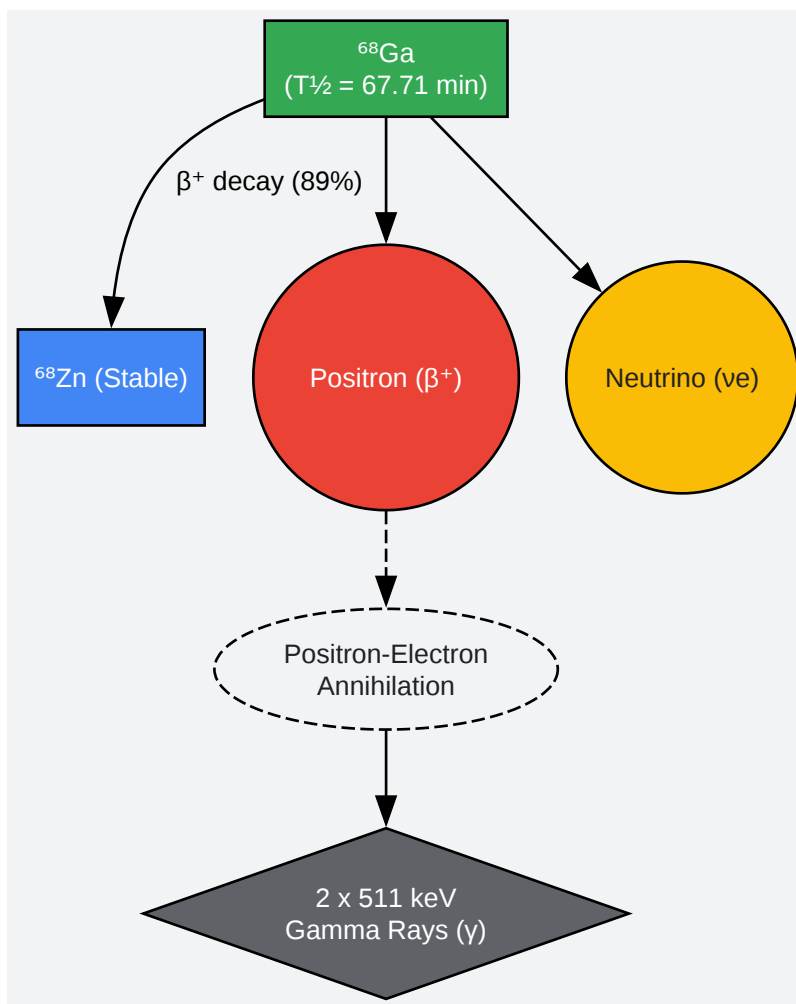 ⁶⁸Ga
(T½ = 67.71 min)
β⁺ decay (89%)
⁶⁸Zn (Stable)
Positron (β⁺)
Neutrino (νe)
Positron-Electron
Annihilation
2 x 511 keV
Gamma Rays (γ)